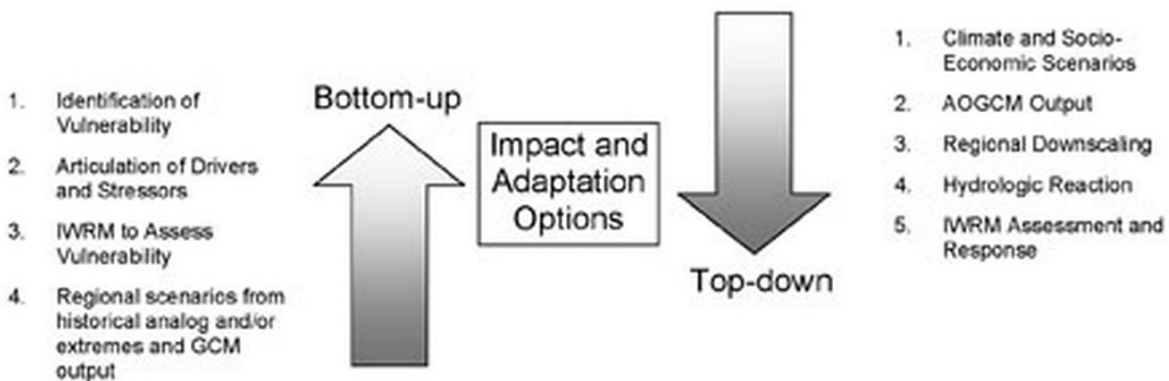 1. Identification of
Vulnerability
2. Articulation of Drivers
and Stressors
3. IWRM to Assess
Vulnerability
4. Regional scenarios from
historical analog and/or
extremes and GCM
output
Bottom-up
Impact and
Adaptation
Options
Top-down
1. Climate and Socio-
Economic Scenarios
2. AOGCM Output
3. Regional Downscaling
4. Hydrologic Reaction
5. IWRM Assessment and
Response